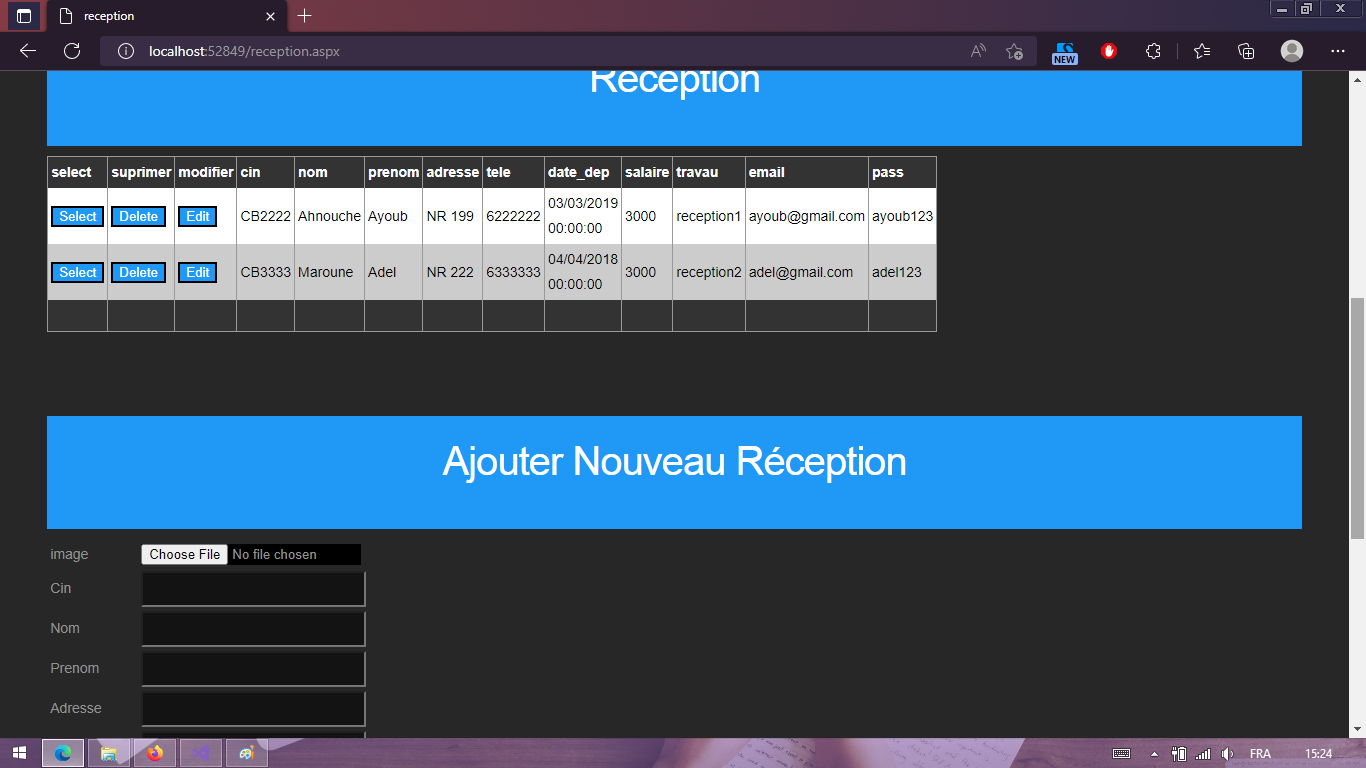 reception
localhost:52849/reception.aspx
NEW
Reception
select suprimer modifier cin nom prenom adresse tele date_dep salaire travau email pass
Select Delete Edit CB2222 Ahnouche Ayoub NR 199 6222222 03/03/2019 00:00:00 3000 reception1 ayoub@gmail.com ayoub123
Select Delete Edit CB3333 Maroune Adel NR 222 6333333 04/04/2018 00:00:00 3000 reception2 adel@gmail.com adel123
Ajouter Nouveau Réception
image Choose File No file chosen
Cin
Nom
Prenom
Adresse
FRA 15:24